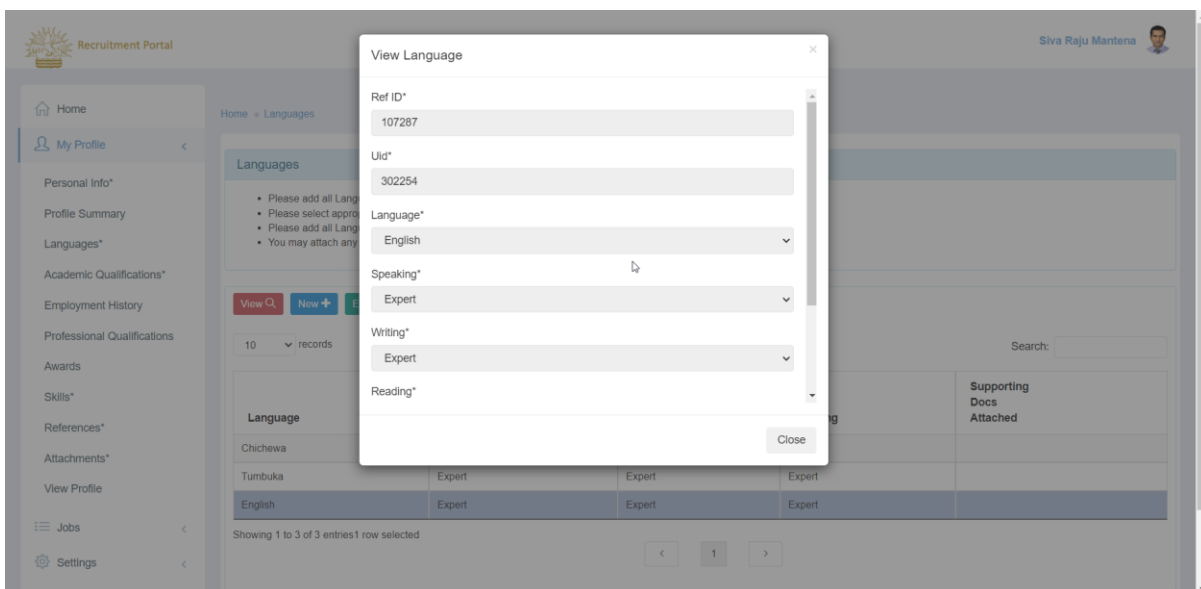 Recruitment Portal
Siva Raju Mantena
Home
My Profile
Personal Info*
Profile Summary
Languages*
Academic Qualifications*
Employment History
Professional Qualifications
Awards
Skills*
References*
Attachments*
View Profile
Jobs
Settings
Home Languages
Languages
Please add all Lang
Please select appro
Please add all Lang
You may attach any
View New
10 records
Search:
Language Supporting Docs Attached
Chichewa
Tumbuka Expert Expert Expert
English Expert Expert Expert
Showing 1 to 3 of 3 entries1 row selected
< 1 >
View Language ×
Ref ID*
107287
Uid*
302254
Language*
English
Speaking*
Expert
Writing*
Expert
Reading*
Close